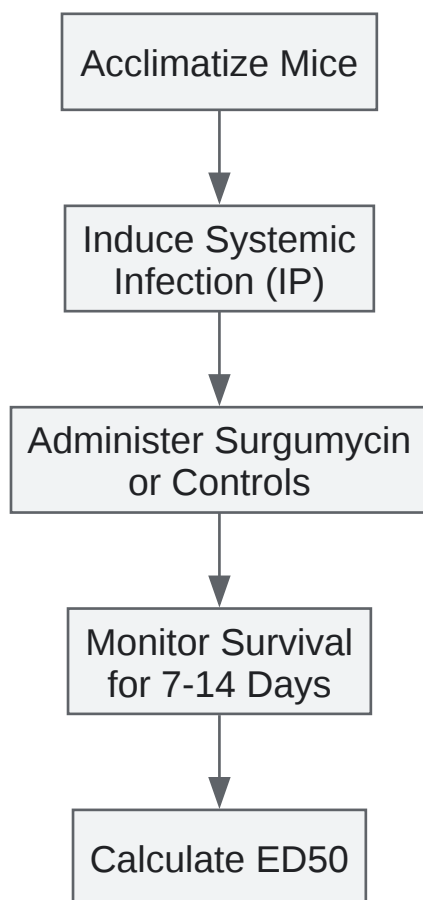 Acclimatize Mice
Induce Systemic
Infection (IP)
Administer Surgumycin
or Controls
Monitor Survival
for 7-14 Days
Calculate ED50